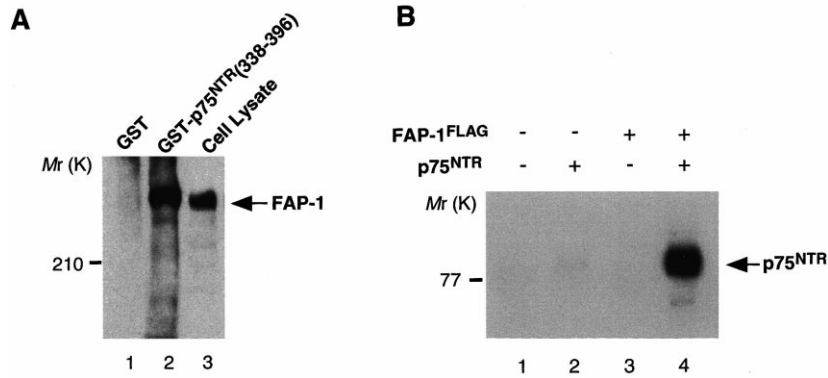 A
GST
GST-p75NTR(338-396)
Cell Lysate
Mr (K)
FAP-1
210
1 2 3
B
FAP-1FLAG - - + +
p75NTR - + - +
Mr (K)
p75NTR
77
1 2 3 4